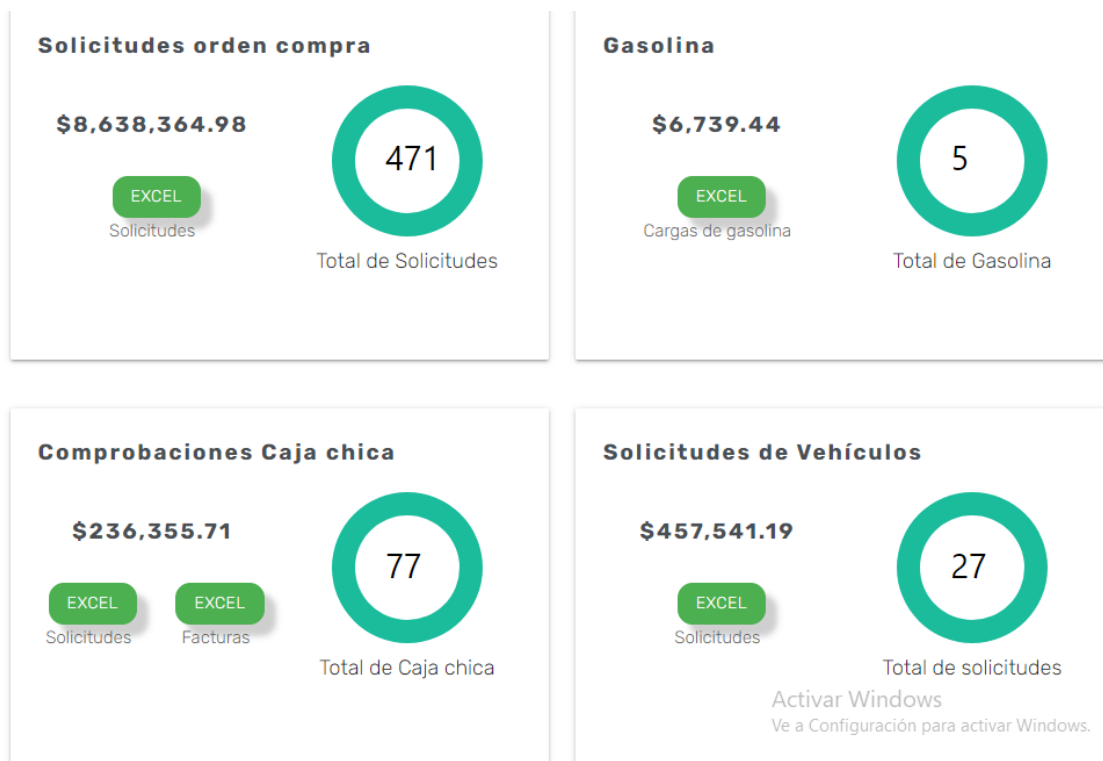 Solicitudes orden compra
$8,638,364.98
471
EXCEL
Solicitudes
Total de Solicitudes
Gasolina
$6,739.44
5
EXCEL
Cargas de gasolina
Total de Gasolina
Comprobaciones Caja chica
$236,355.71
77
EXCEL
EXCEL
Solicitudes
Facturas
Total de Caja chica
Solicitudes de Vehículos
$457,541.19
27
EXCEL
Solicitudes
Total de solicitudes
Activar Windows
Ve a Configuración para activar Windows.